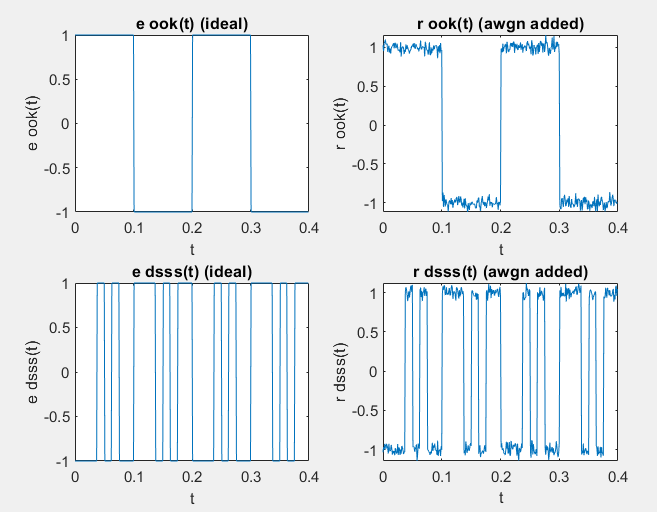 e ook(t) (ideal)
e ook(t)
1
0.5
0
-0.5
-1
0 0.1 0.2 0.3 0.4
t
r ook(t) (awgn added)
r ook(t)
1
0.5
0
-0.5
-1
0 0.1 0.2 0.3 0.4
t
e dsss(t) (ideal)
e dsss(t)
1
0.5
0
-0.5
-1
0 0.1 0.2 0.3 0.4
t
r dsss(t) (awgn added)
r dsss(t)
1
0.5
0
-0.5
-1
0 0.1 0.2 0.3 0.4
t